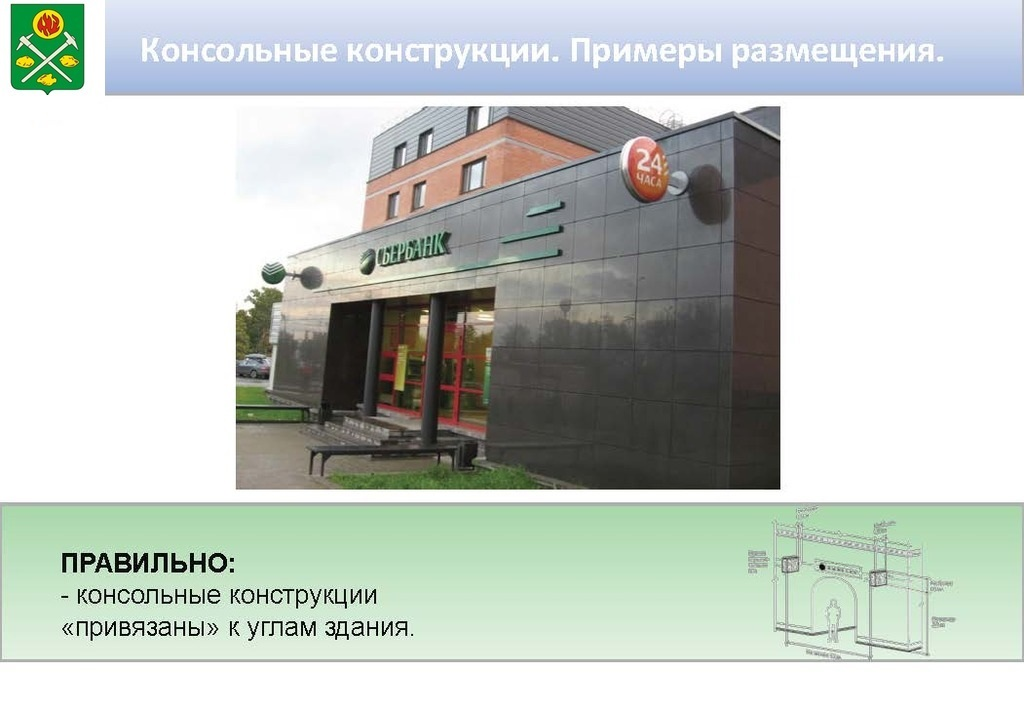 Консольные конструкции. Примеры размещения.
24
ЧАСА
СБЕРБАНК
ПРАВИЛЬНО:
- консольные конструкции
«привязаны» к углам здания.